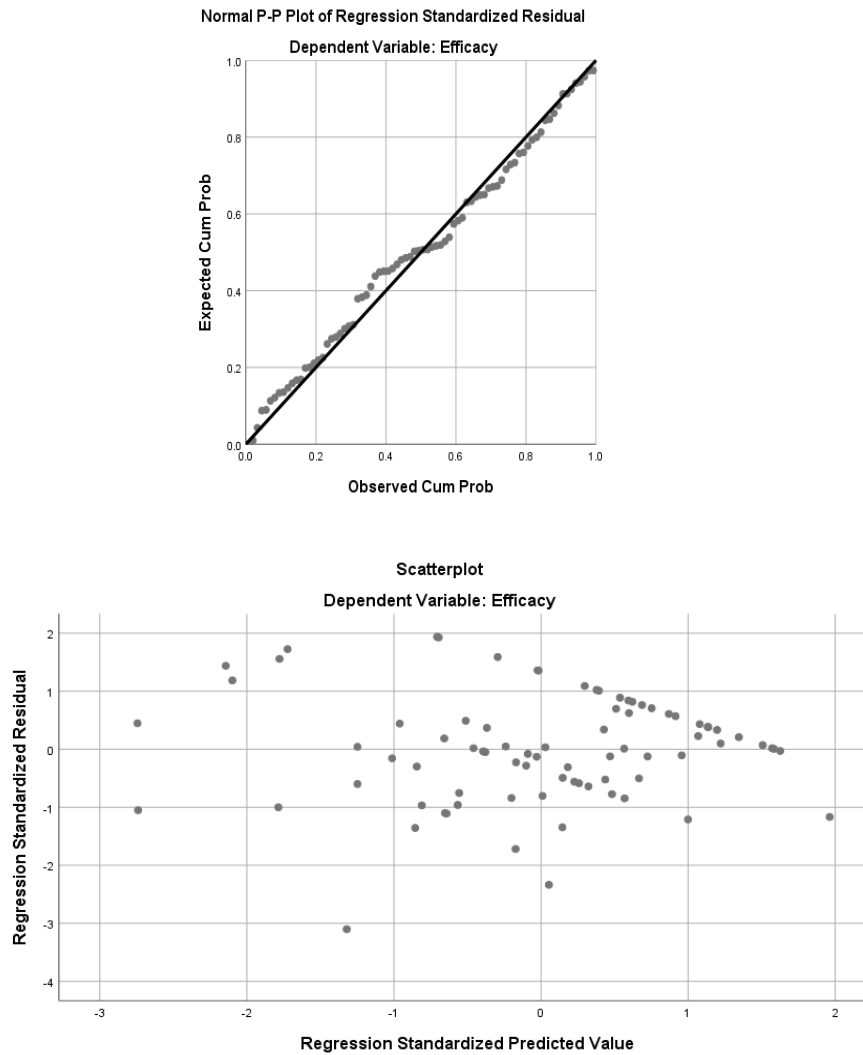 Normal P-P Plot of Regression Standardized Residual
Dependent Variable: Efficacy
1.0
0.8
0.6
0.4
0.2
0.0
Expected Cum Prob
0.0 0.2 0.4 0.6 0.8 1.0
Observed Cum Prob
Scatterplot
Dependent Variable: Efficacy
2
1
0
-1
-2
-3
-4
Regression Standardized Residual
-3 -2 -1 0 1 2
Regression Standardized Predicted Value